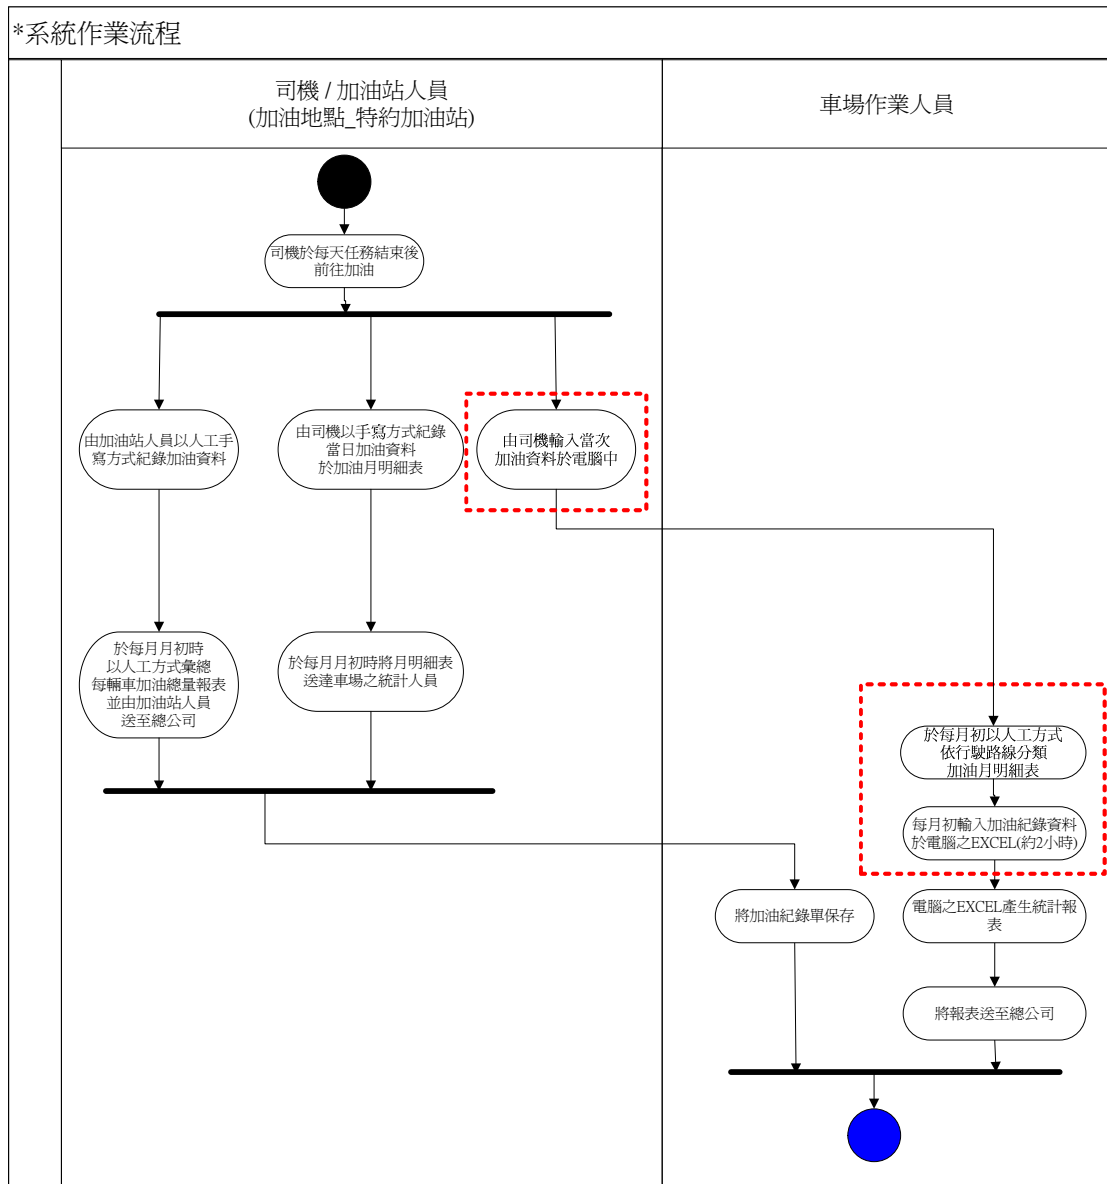 *系統作業流程
司機 / 加油站人員
(加油地點_特約加油站)
車場作業人員
司機於每天任務結束後
前往加油
由加油站人員以人工手
寫方式紀錄加油資料
由司機以手寫方式紀錄
當日加油資料
於加油月明細表
由司機輸入當次
加油資料於電腦中
於每月月初時
以人工方式彙總
每輛車加油總量報表
並由加油站人員
送至總公司
於每月月初時將月明細表
送達車場之統計人員
於每月初以人工方式
依行駛路線分類
加油月明細表
每月初輸入加油紀錄資料
於電腦之EXCEL(約2小時)
將加油紀錄單保存
電腦之EXCEL產生統計報
表
將報表送至總公司